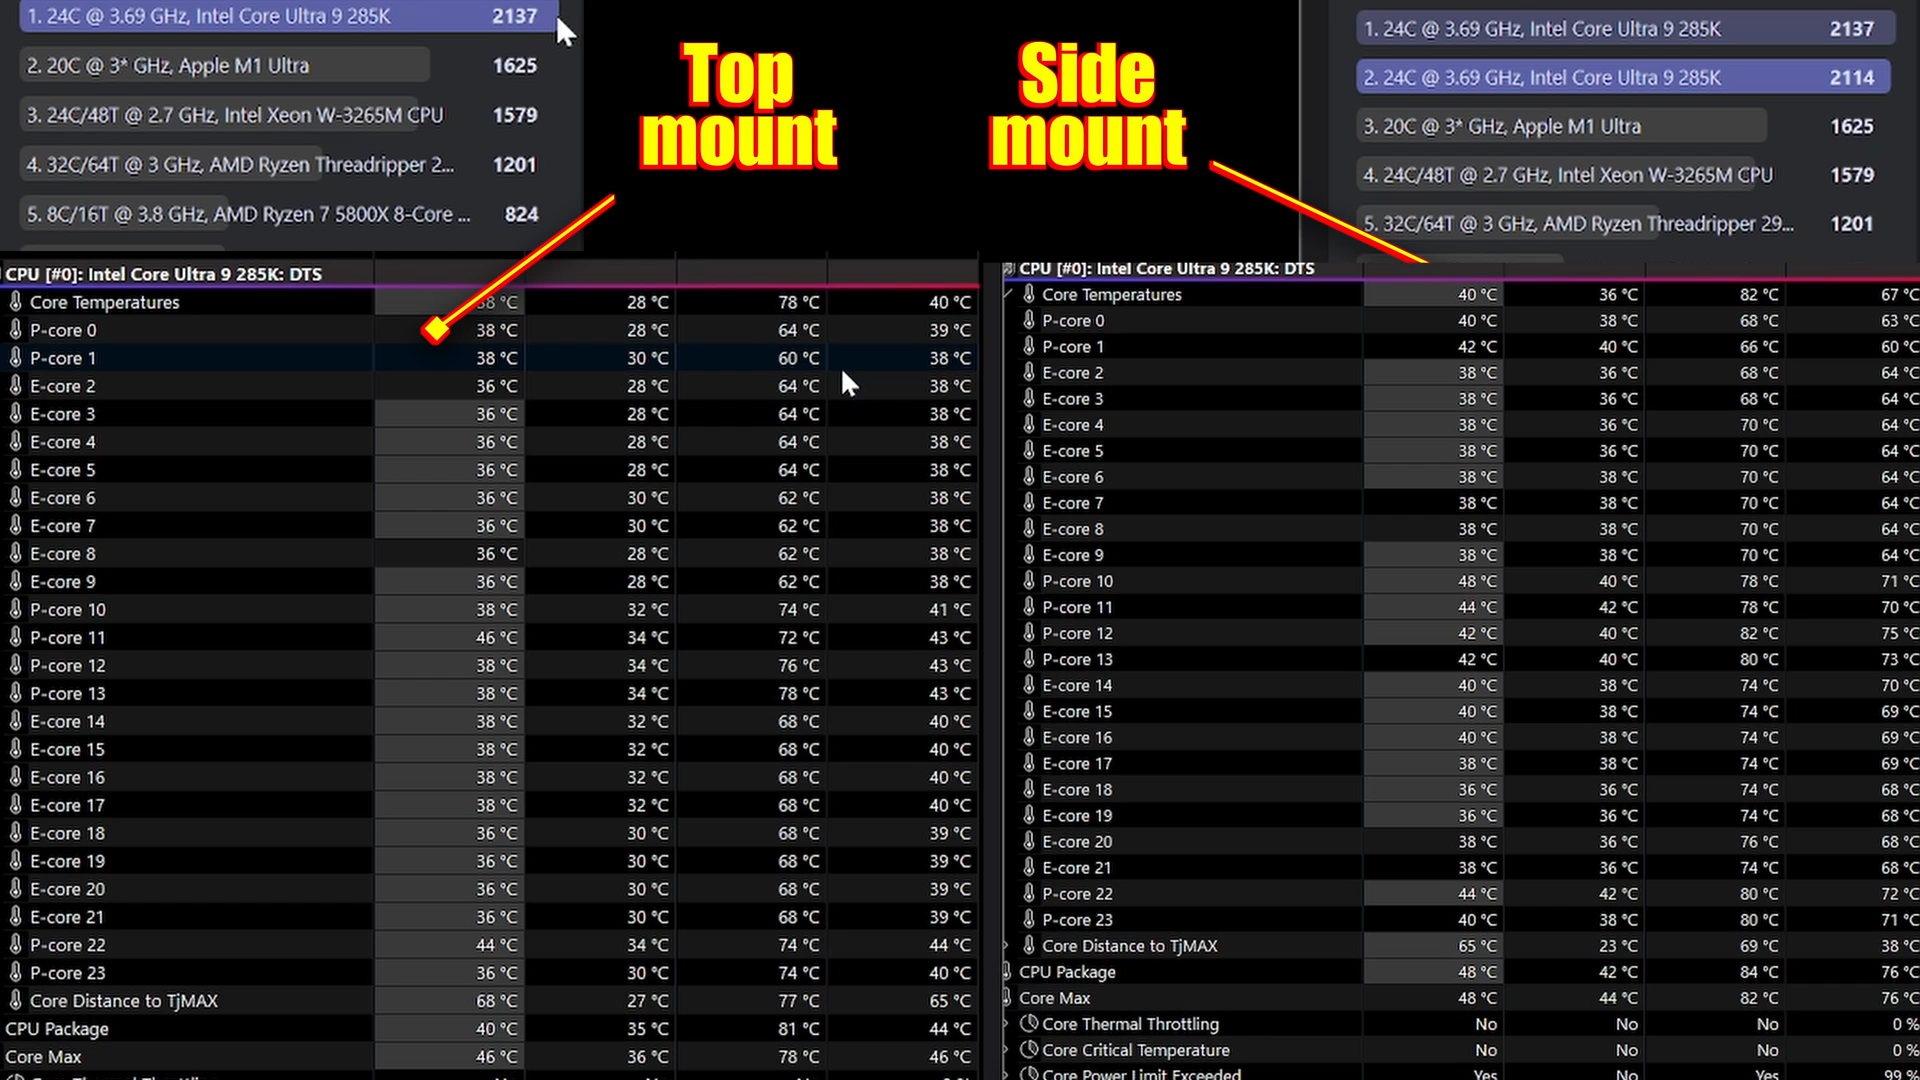 1. 24C @ 3.69 GHz, Intel Core Ultra 9 285K 2137
2. 20C @ 3* GHz, Apple M1 Ultra 1625
3. 24C/48T @ 2.7 GHz, Intel Xeon W-3265M CPU 1579
4. 32C/64T @ 3 GHz, AMD Ryzen Threadripper 2... 1201
5. 8C/16T @ 3.8 GHz, AMD Ryzen 7 5800X 8-Core ... 824
Top
mount
Side
mount
1. 24C @ 3.69 GHz, Intel Core Ultra 9 285K 2137
2. 24C @ 3.69 GHz, Intel Core Ultra 9 285K 2114
3. 20C @ 3* GHz, Apple M1 Ultra 1625
4. 24C/48T @ 2.7 GHz, Intel Xeon W-3265M CPU 1579
5. 32C/64T @ 3 GHz, AMD Ryzen Threadripper 29... 1201
CPU [#0]: Intel Core Ultra 9 285K: DTS
Core Temperatures 38 °C 28 °C 78 °C 40 °C
P-core 0 38 °C 28 °C 64 °C 39 °C
P-core 1 38 °C 30 °C 60 °C 38 °C
E-core 2 36 °C 28 °C 64 °C 38 °C
E-core 3 36 °C 28 °C 64 °C 38 °C
E-core 4 36 °C 28 °C 64 °C 38 °C
E-core 5 36 °C 28 °C 64 °C 38 °C
E-core 6 36 °C 30 °C 62 °C 38 °C
E-core 7 36 °C 30 °C 62 °C 38 °C
E-core 8 36 °C 28 °C 62 °C 38 °C
E-core 9 36 °C 28 °C 62 °C 38 °C
P-core 10 38 °C 32 °C 74 °C 41 °C
P-core 11 46 °C 34 °C 72 °C 43 °C
P-core 12 38 °C 34 °C 76 °C 43 °C
P-core 13 38 °C 34 °C 78 °C 43 °C
E-core 14 38 °C 32 °C 68 °C 40 °C
E-core 15 38 °C 32 °C 68 °C 40 °C
E-core 16 38 °C 32 °C 68 °C 40 °C
E-core 17 38 °C 32 °C 68 °C 40 °C
E-core 18 36 °C 30 °C 68 °C 39 °C
E-core 19 36 °C 30 °C 68 °C 39 °C
E-core 20 36 °C 30 °C 68 °C 39 °C
E-core 21 36 °C 30 °C 68 °C 39 °C
P-core 22 44 °C 34 °C 74 °C 44 °C
P-core 23 36 °C 30 °C 74 °C 40 °C
Core Distance to TjMAX 68 °C 27 °C 77 °C 65 °C
CPU Package 40 °C 35 °C 81 °C 44 °C
Core Max 46 °C 36 °C 78 °C 46 °C
CPU [#0]: Intel Core Ultra 9 285K: DTS
Core Temperatures 40 °C 36 °C 82 °C 67 °C
P-core 0 40 °C 38 °C 68 °C 63 °C
P-core 1 42 °C 40 °C 66 °C 60 °C
E-core 2 38 °C 36 °C 68 °C 64 °C
E-core 3 38 °C 36 °C 68 °C 64 °C
E-core 4 38 °C 36 °C 70 °C 64 °C
E-core 5 38 °C 36 °C 70 °C 64 °C
E-core 6 38 °C 36 °C 70 °C 64 °C
E-core 7 38 °C 38 °C 70 °C 64 °C
E-core 8 38 °C 38 °C 70 °C 64 °C
E-core 9 38 °C 38 °C 70 °C 64 °C
P-core 10 48 °C 40 °C 78 °C 71 °C
P-core 11 44 °C 42 °C 78 °C 70 °C
P-core 12 42 °C 40 °C 82 °C 75 °C
P-core 13 42 °C 40 °C 80 °C 73 °C
E-core 14 40 °C 38 °C 74 °C 70 °C
E-core 15 40 °C 38 °C 74 °C 69 °C
E-core 16 40 °C 38 °C 74 °C 69 °C
E-core 17 38 °C 38 °C 74 °C 69 °C
E-core 18 36 °C 36 °C 74 °C 68 °C
E-core 19 36 °C 36 °C 74 °C 68 °C
E-core 20 38 °C 36 °C 76 °C 68 °C
E-core 21 38 °C 36 °C 74 °C 68 °C
P-core 22 44 °C 42 °C 80 °C 72 °C
P-core 23 40 °C 38 °C 80 °C 71 °C
Core Distance to TjMAX 65 °C 23 °C 69 °C 38 °C
CPU Package 48 °C 42 °C 84 °C 76 °C
Core Max 48 °C 44 °C 82 °C 76 °C
Core Thermal Throttling No No No 0 %
Core Critical Temperature No No No 0 %
Core Power Limit Exceeded Yes No Yes 99 %